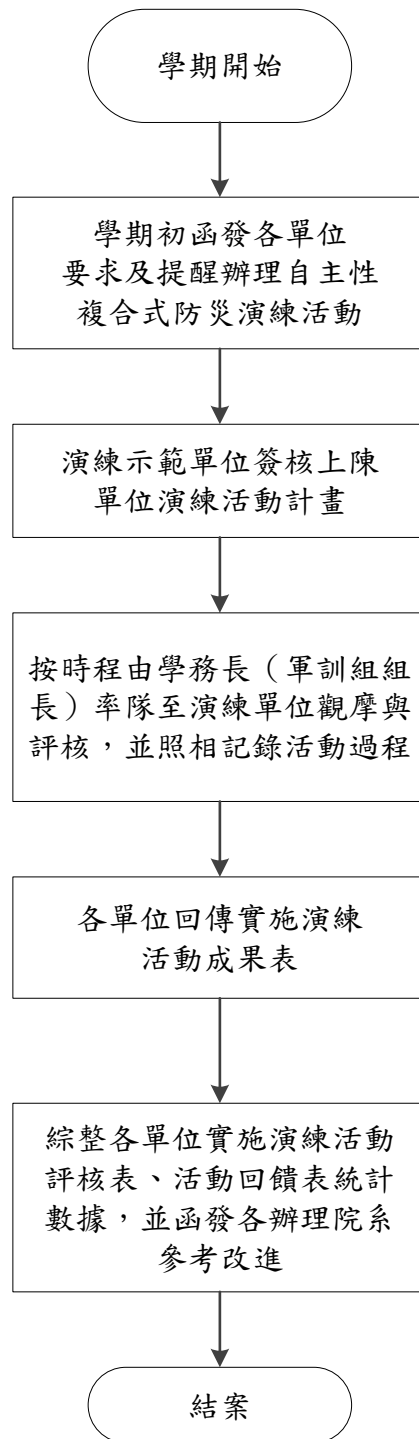 學期開始
學期初函發各單位
要求及提醒辦理自主性
複合式防災演練活動
演練示範單位簽核上陳
單位演練活動計畫
按時程由學務長（軍訓組組
長）率隊至演練單位觀摩與
評核，並照相記錄活動過程
各單位回傳實施演練
活動成果表
綜整各單位實施演練活動
評核表、活動回饋表統計
數據，並函發各辦理院系
參考改進
結案